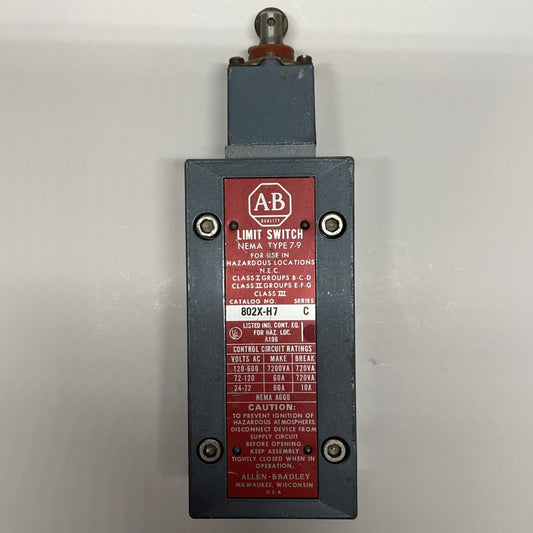 A-B
QUALITY
LIMIT SWITCH
NEMA TYPE 7-9
FOR USE IN
HAZARDOUS LOCATIONS
N.E.C.
CLASS I GROUPS B-C-D
CLASS II GROUPS E-F-G
CLASS III
CATALOG NO. SERIES
802X-H7 C
UL LISTED IND. CONT. EQ.
FOR HAZ. LOC.
A196
CONTROL CIRCUIT RATINGS
VOLTS AC MAKE BREAK
120-600 7200VA 720VA
72-120 60A 720VA
24-72 60A 10A
NEMA A600
CAUTION:
TO PREVENT IGNITION OF
HAZARDOUS ATMOSPHERES,
DISCONNECT DEVICE FROM
SUPPLY CIRCUIT
BEFORE OPENING.
KEEP ASSEMBLY
TIGHTLY CLOSED WHEN IN
OPERATION.
ALLEN-BRADLEY
MILWAUKEE, WISCONSIN
USA